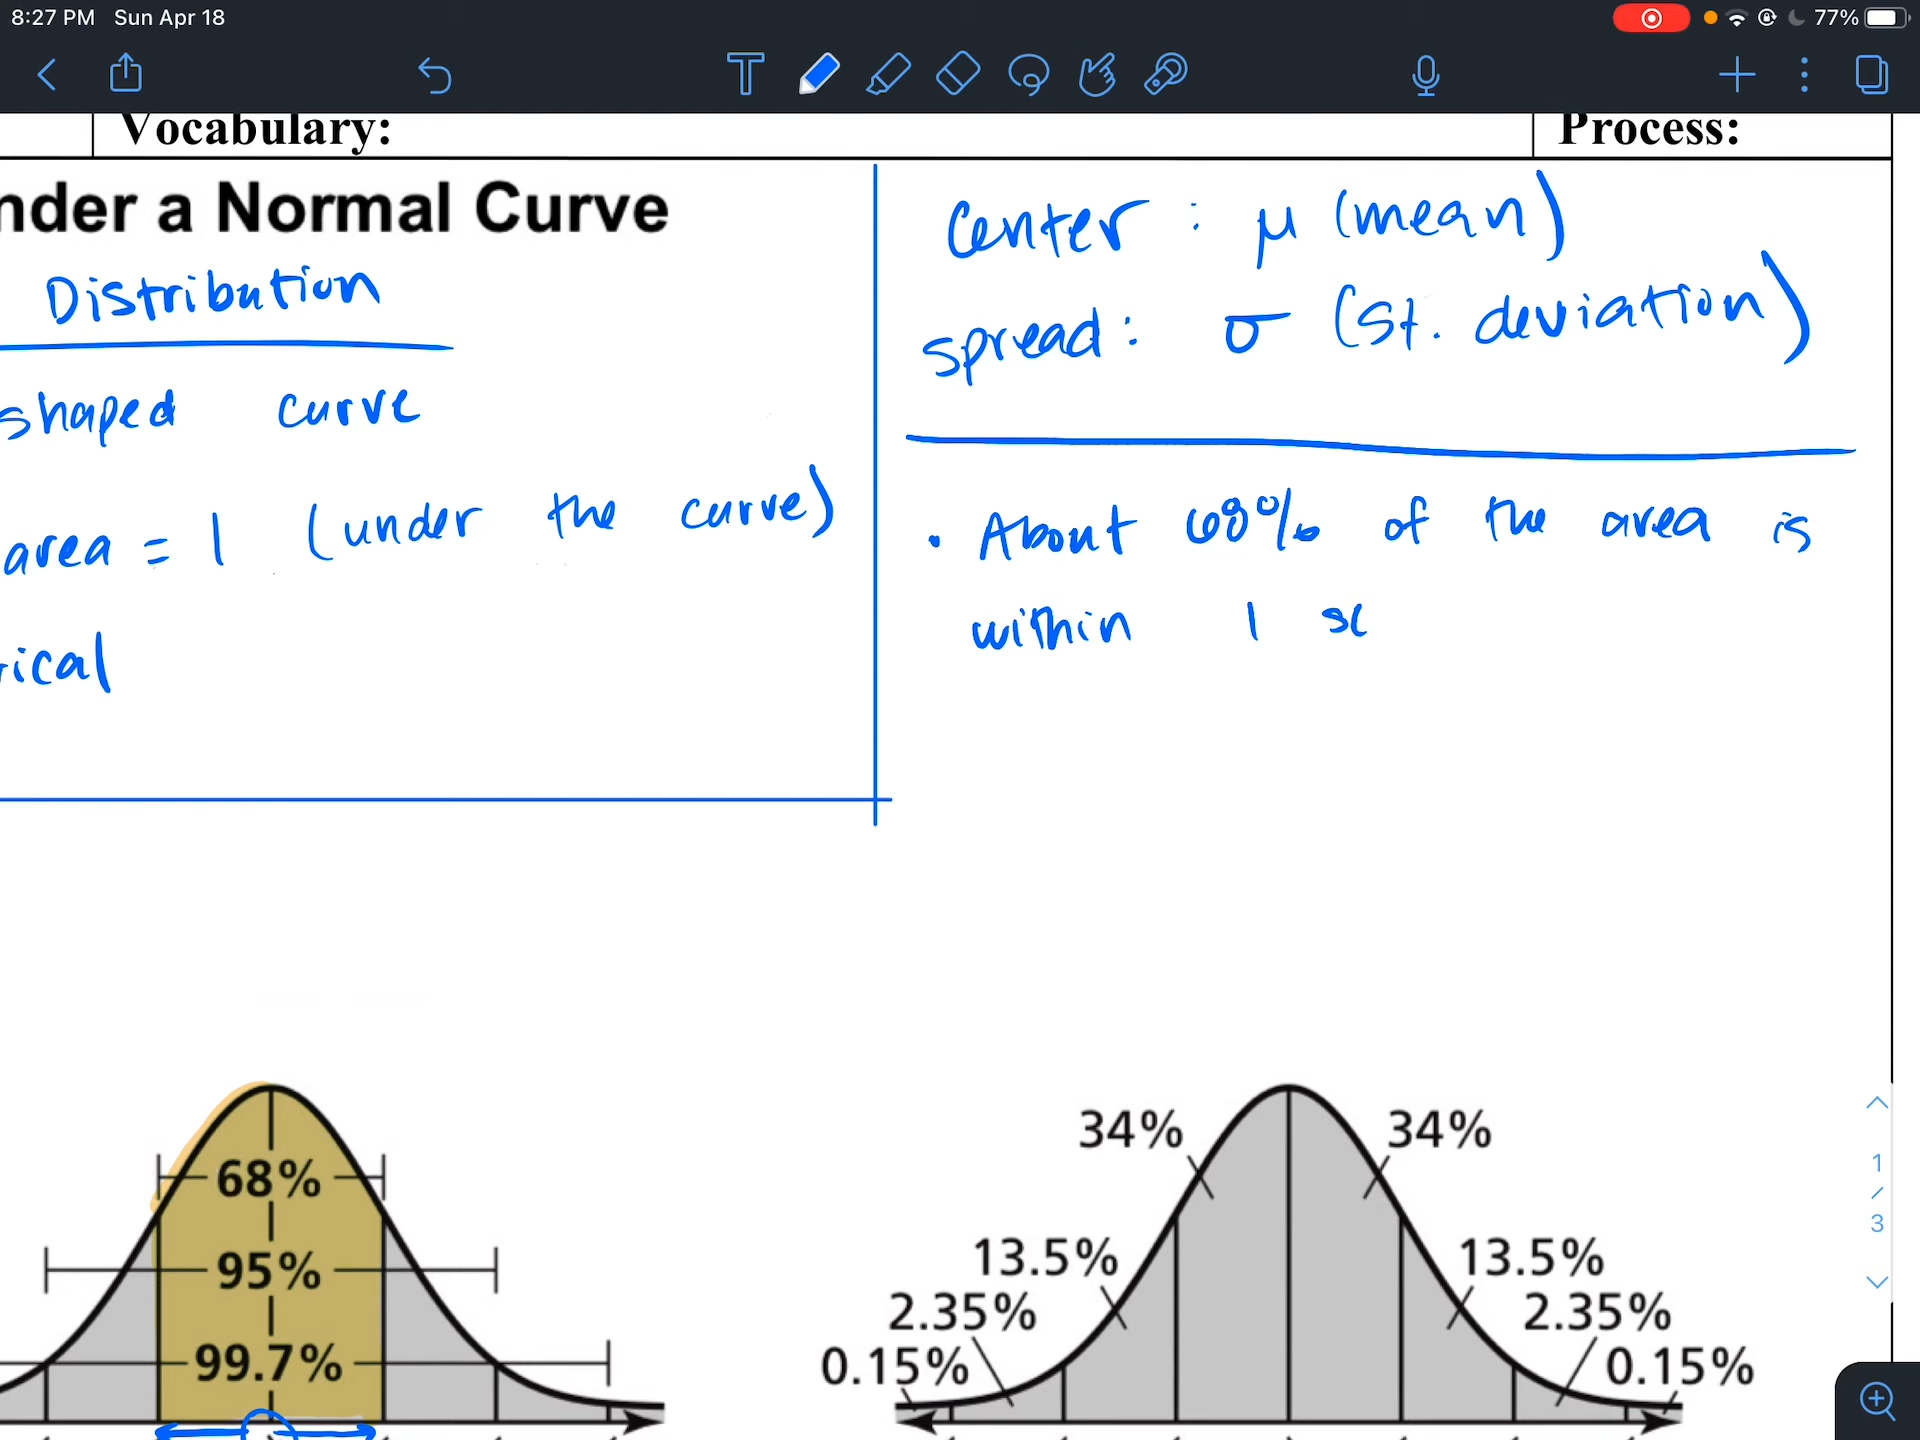 8:27 PM Sun Apr 18
77%
Vocabulary:
Process:
nder a Normal Curve
Distribution
shaped curve
area = 1 (under the curve)
rical
Center : μ (mean)
spread: σ (St. deviation)
• About 68% of the area is
within 1 s
68%
95%
99.7%
34% 34%
13.5% 13.5%
2.35% 2.35%
0.15% 0.15%
1
/
3